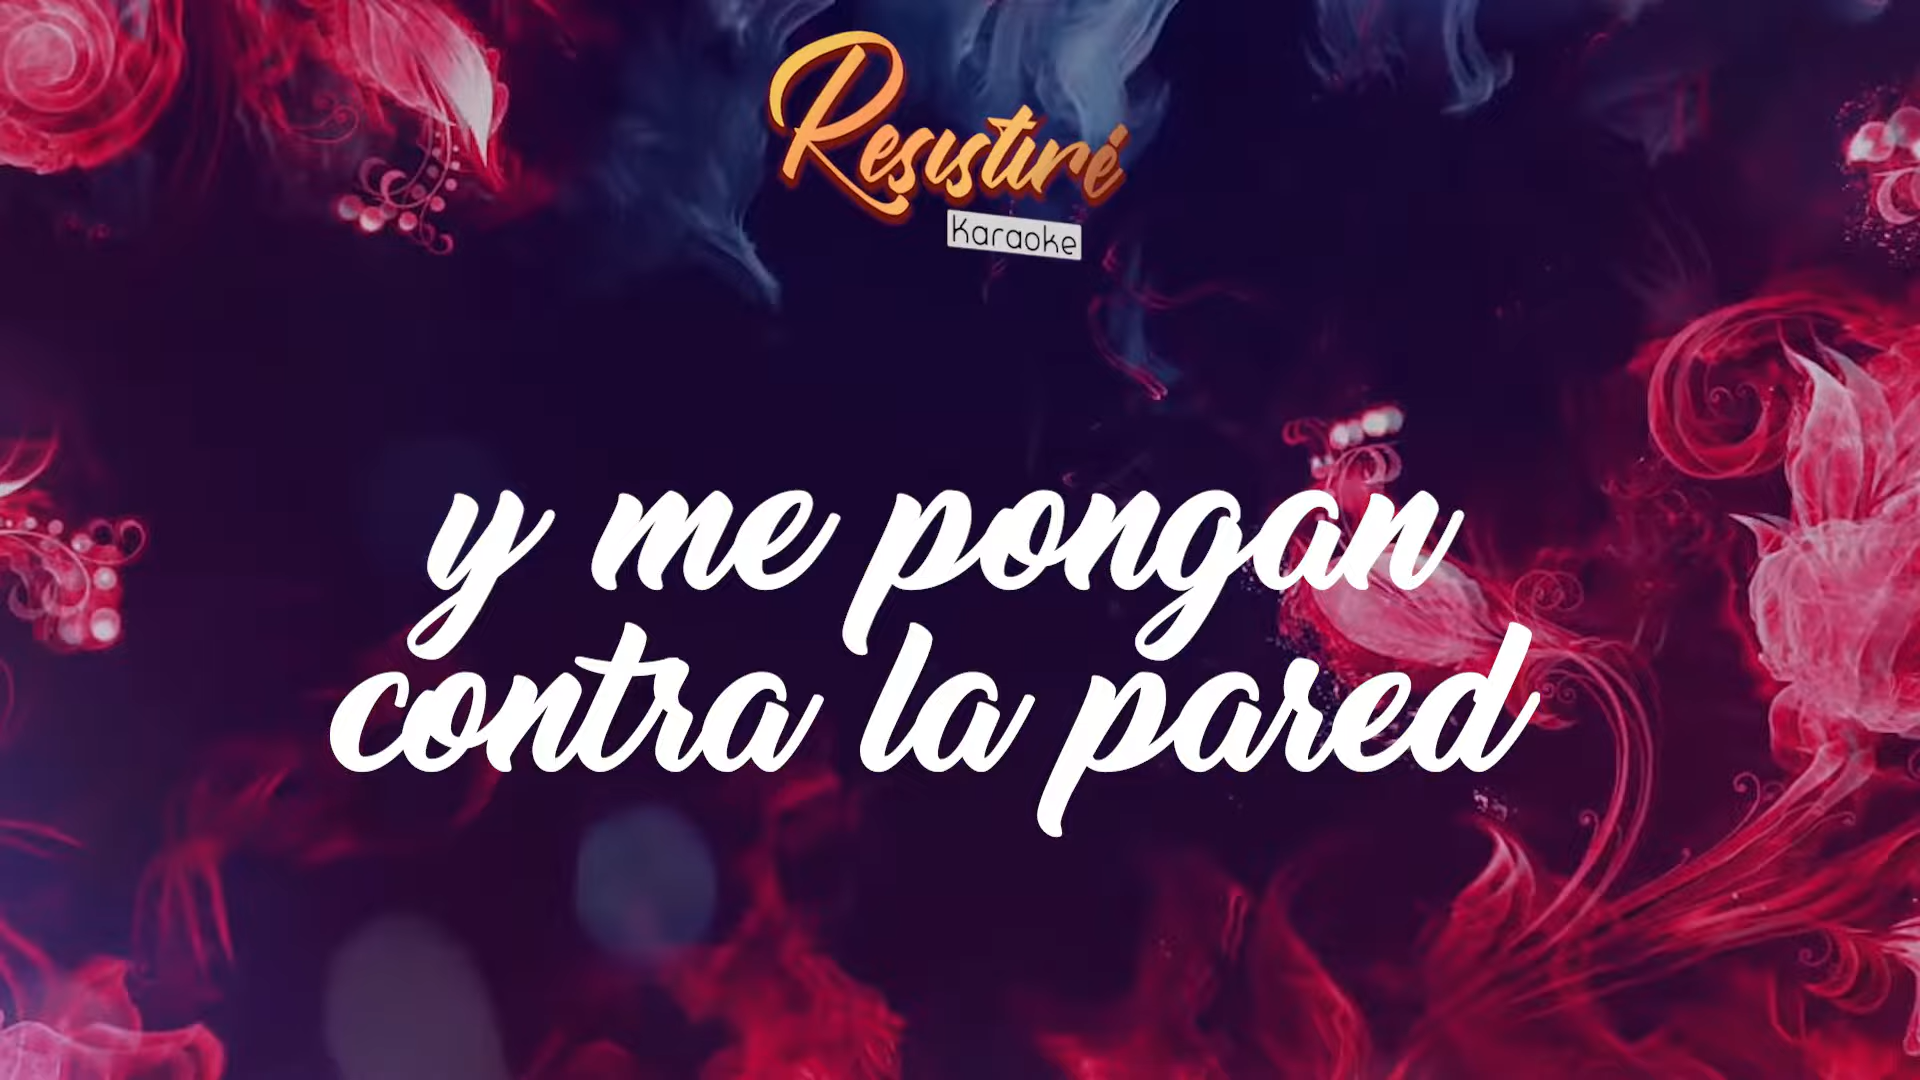 Resistiré
Karaoke
y me pongan
contra la pared